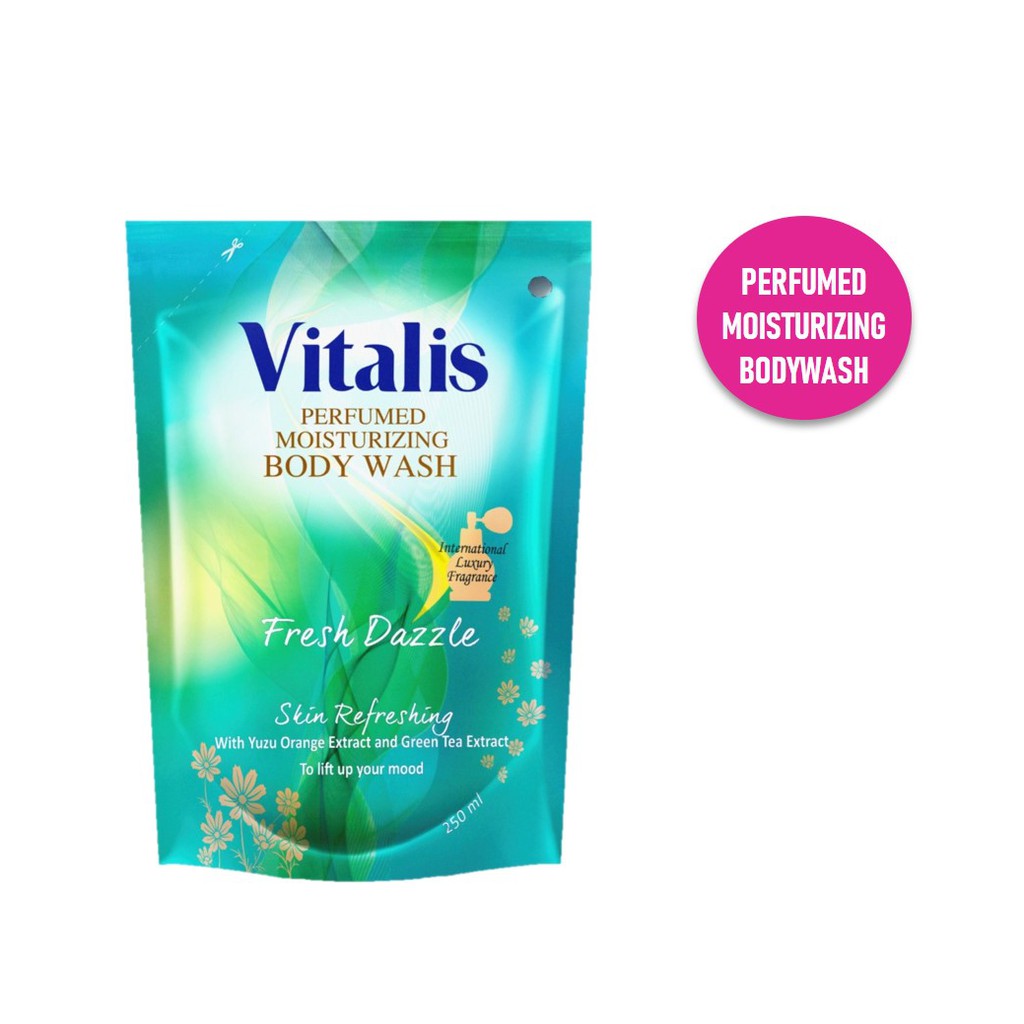 Vitalis
PERFUMED
MOISTURIZING
BODY WASH
International
Luxury
Fragrance
Fresh Dazzle
Skin Refreshing
With Yuzu Orange Extract and Green Tea Extract
To lift up your mood
250 ml
PERFUMED
MOISTURIZING
BODYWASH